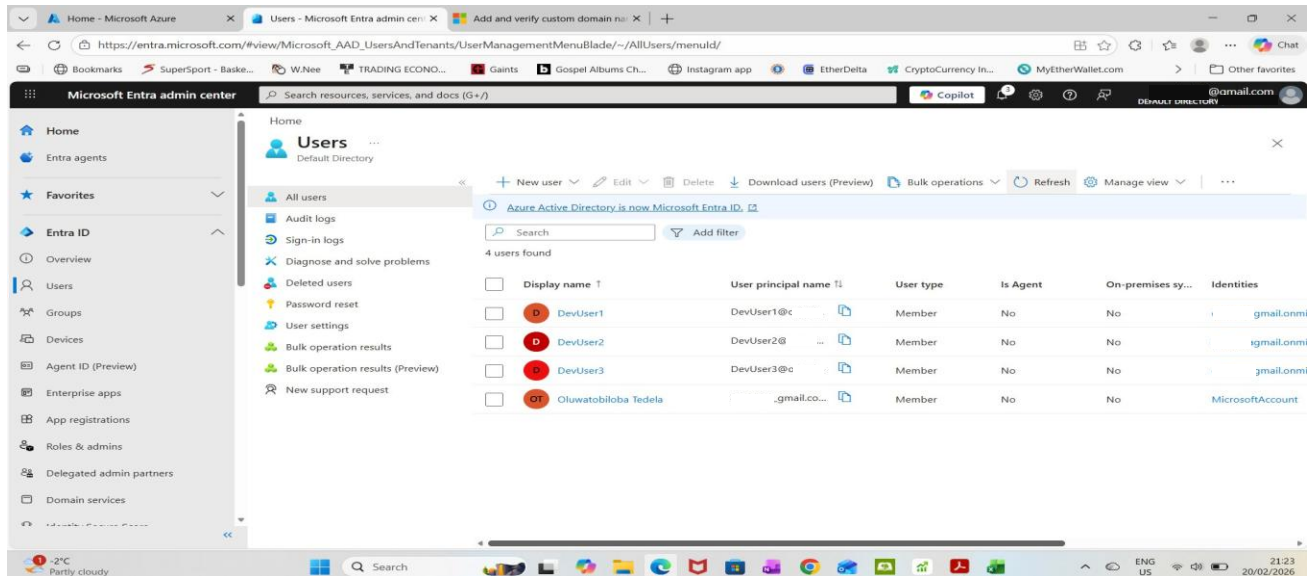 Home - Microsoft Azure
Users - Microsoft Entra admin cen
Add and verify custom domain na
https://entra.microsoft.com/#view/Microsoft_AAD_UsersAndTenants/UserManagementMenuBlade/~/AllUsers/menuId/
Chat
Bookmarks SuperSport - Baske... W.Nee TRADING ECONO... Gaints Gospel Albums Ch... Instagram app EtherDelta CryptoCurrency In... MyEtherWallet.com Other favorites
Microsoft Entra admin center
Search resources, services, and docs (G+/)
Copilot
3
@gmail.com
DEFAULT DIRECTORY
Home
Entra agents
Favorites
Entra ID
Overview
Users
Groups
Devices
Agent ID (Preview)
Enterprise apps
App registrations
Roles & admins
Delegated admin partners
Domain services
Home
Users ...
Default Directory
All users
Audit logs
Sign-in logs
Diagnose and solve problems
Deleted users
Password reset
User settings
Bulk operation results
Bulk operation results (Preview)
New support request
New user Edit Delete Download users (Preview) Bulk operations Refresh Manage view ...
Azure Active Directory is now Microsoft Entra ID.
Search Add filter
4 users found
Display name User principal name User type Is Agent On-premises sy... Identities
D DevUser1 DevUser1@c Member No No gmail.onmi
D DevUser2 DevUser2@ ... Member No No gmail.onmi
D DevUser3 DevUser3@c Member No No gmail.onmi
OT Oluwatobiloba Tedela _gmail.co... Member No No MicrosoftAccount
1
-2°C
Partly cloudy
Search
ENG
US
21:23
20/02/2026